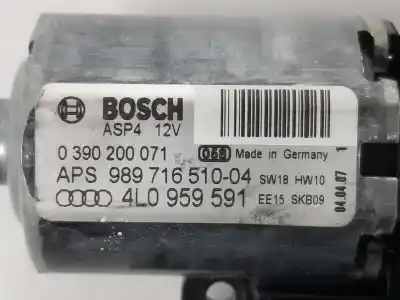 BOSCH
ASP4 12V
0 390 200 071 Made in Germany 1
APS 989 716 510-04 SW18 HW10
4L0 959 591 EE15 SKB09
04.04.07